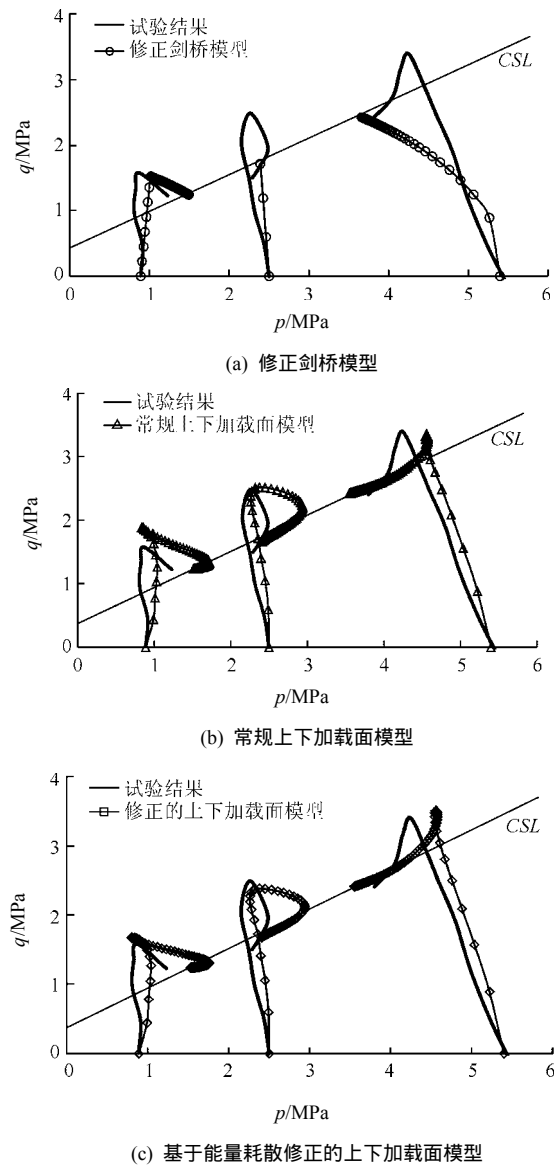 试验结果
修正剑桥模型
CSL
q/MPa
4
3
2
1
0
0 1 2 3 4 5 6
p/MPa
(a) 修正剑桥模型
试验结果
常规上下加载面模型
CSL
q/MPa
4
3
2
1
0
0 1 2 3 4 5 6
p/MPa
(b) 常规上下加载面模型
试验结果
修正的上下加载面模型
CSL
q/MPa
4
3
2
1
0
0 1 2 3 4 5 6
p/MPa
(c) 基于能量耗散修正的上下加载面模型